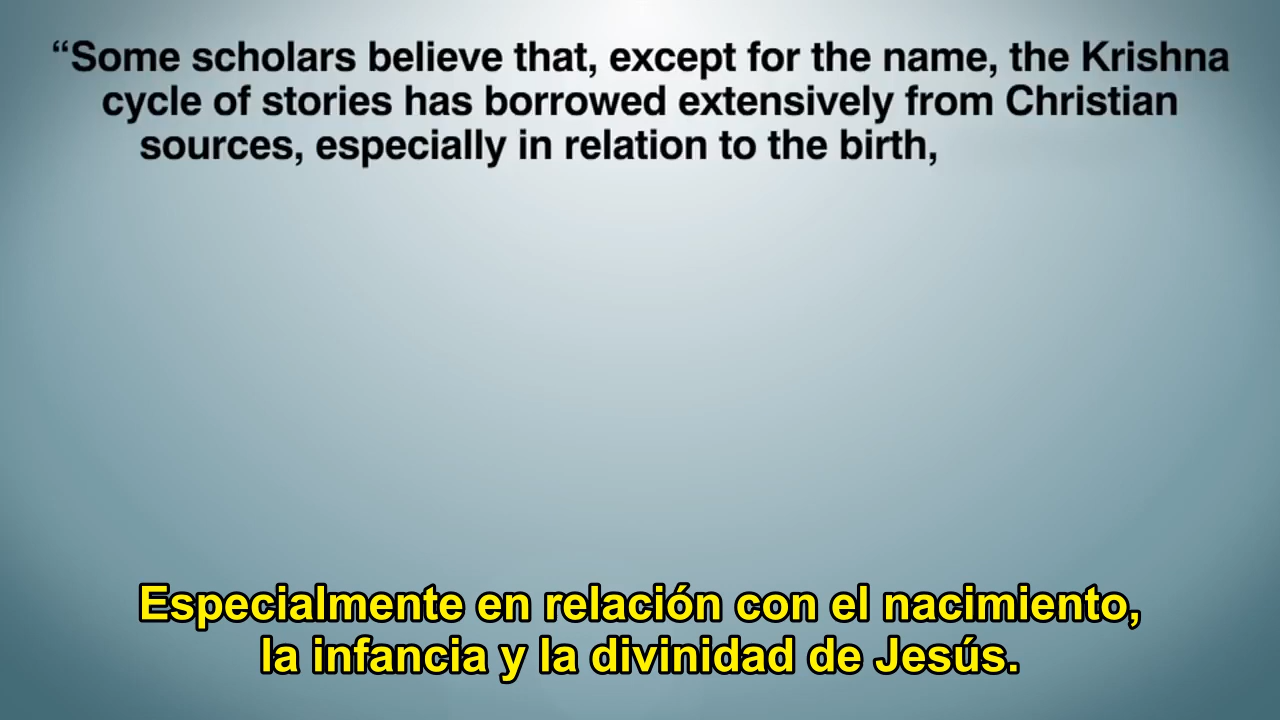 “Some scholars believe that, except for the name, the Krishna
cycle of stories has borrowed extensively from Christian
sources, especially in relation to the birth,
Especialmente en relación con el nacimiento,
la infancia y la divinidad de Jesús.